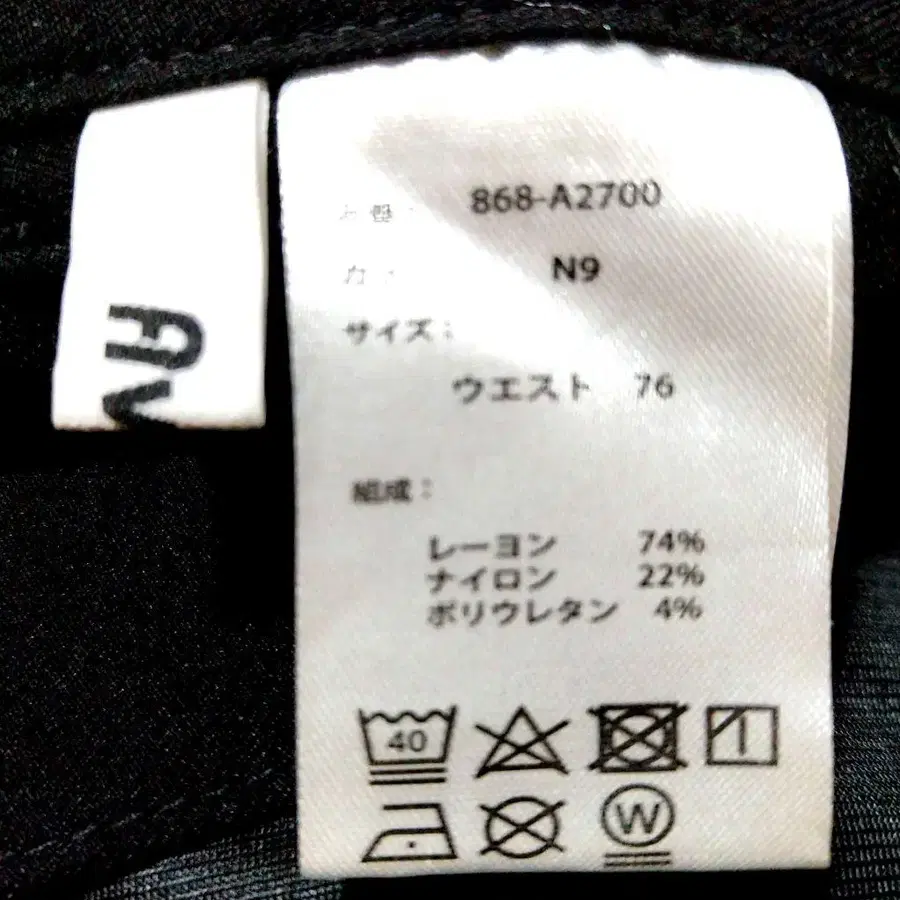 868-A2700
N9
サイズ:
ウエスト 76
組成:
レーヨン 74%
ナイロン 22%
ポリウレタン 4%
40
W